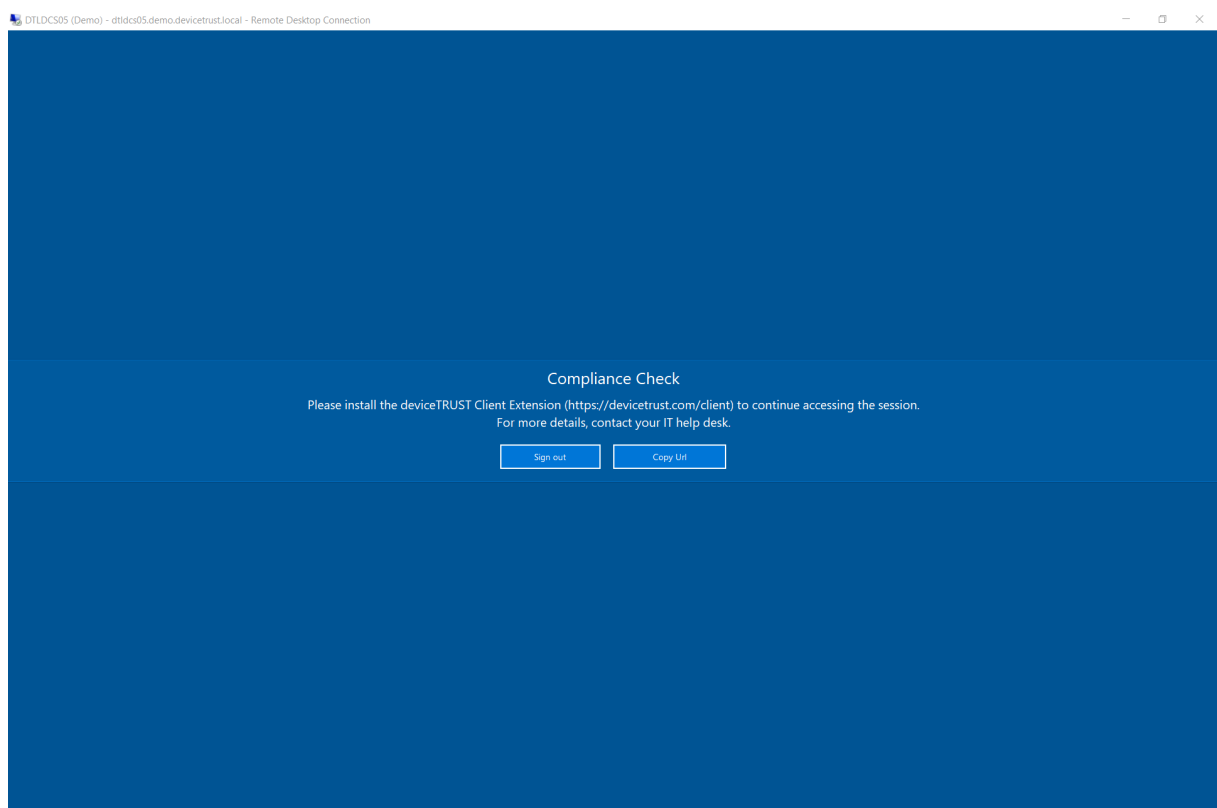 DTLDCS05 (Demo) - dtldcs05.demo.devicetrust.local - Remote Desktop Connection
Compliance Check
Please install the deviceTRUST Client Extension (https://devicetrust.com/client) to continue accessing the session.
For more details, contact your IT help desk.
Sign out
Copy Url